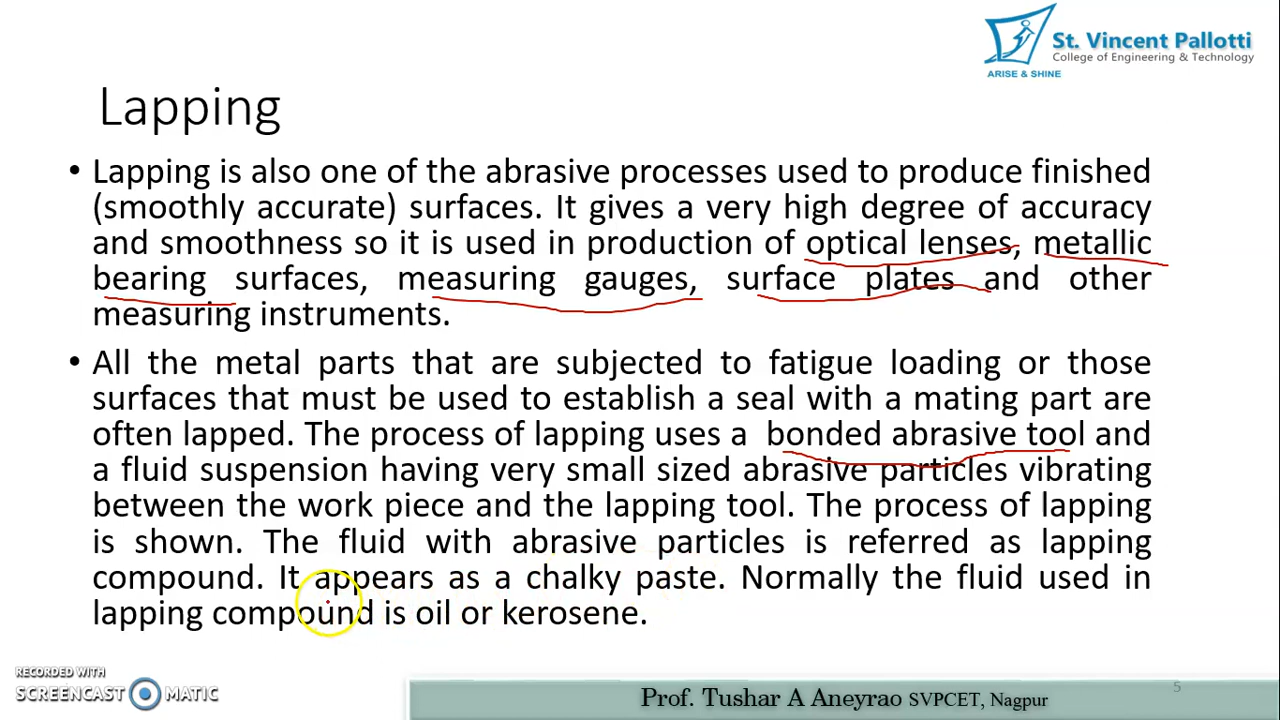 St. Vincent Pallotti
College of Engineering & Technology
ARISE & SHINE
Lapping
• Lapping is also one of the abrasive processes used to produce finished
(smoothly accurate) surfaces. It gives a very high degree of accuracy
and smoothness so it is used in production of optical lenses, metallic
bearing surfaces, measuring gauges, surface plates and other
measuring instruments.
• All the metal parts that are subjected to fatigue loading or those
surfaces that must be used to establish a seal with a mating part are
often lapped. The process of lapping uses a bonded abrasive tool and
a fluid suspension having very small sized abrasive particles vibrating
between the work piece and the lapping tool. The process of lapping
is shown. The fluid with abrasive particles is referred as lapping
compound. It appears as a chalky paste. Normally the fluid used in
lapping compound is oil or kerosene.
RECORDED WITH
SCREENCAST MATIC
Prof. Tushar A Aneyrao SVPCET, Nagpur
5